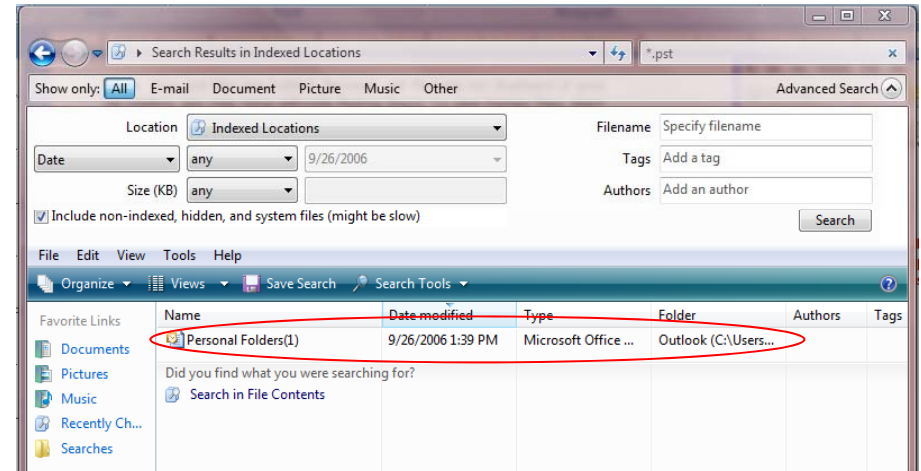 Search Results in Indexed Locations *.pst
Show only: All E-mail Document Picture Music Other Advanced Search
Location Indexed Locations Filename Specify filename
Date any 9/26/2006 Tags Add a tag
Size (KB) any Authors Add an author
Include non-indexed, hidden, and system files (might be slow) Search
File Edit View Tools Help
Organize Views Save Search Search Tools
Favorite Links Name Date modified Type Folder Authors Tags
Personal Folders(1) 9/26/2006 1:39 PM Microsoft Office ... Outlook (C:\Users...
Documents
Did you find what you were searching for?
Pictures
Search in File Contents
Music
Recently Ch...
Searches